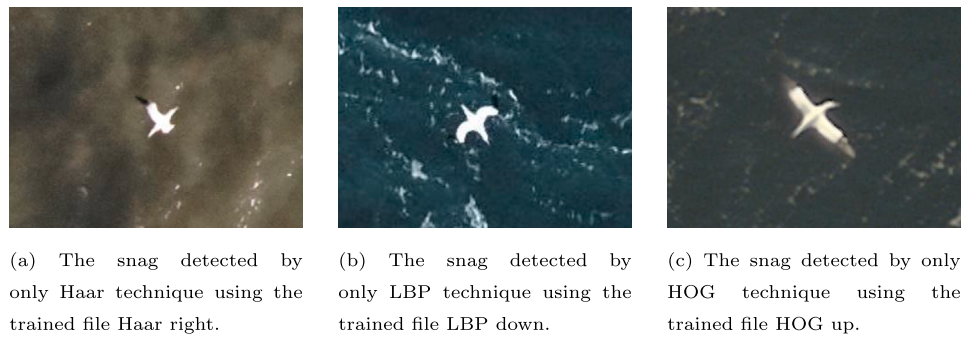 (a) The snag detected by
only Haar technique using the
trained file Haar right.
(b) The snag detected by
only LBP technique using the
trained file LBP down.
(c) The snag detected by only
HOG technique using the
trained file HOG up.